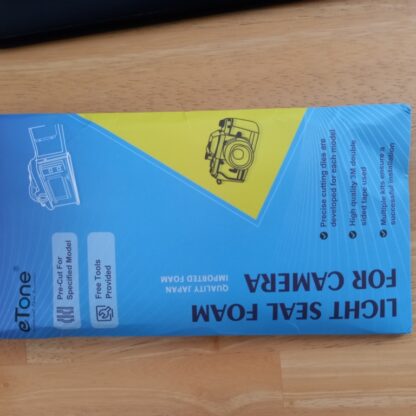 eTone®
Pre-Cut For
Specified Model
Free Tools
Provided
LIGHT SEAL FOAM
FOR CAMERA
QUALITY JAPAN
IMPORTED FOAM
Precise cutting dies are
developed for each model
High quality 3M double
sided tape used
Multiple kits ensure a
successful installation